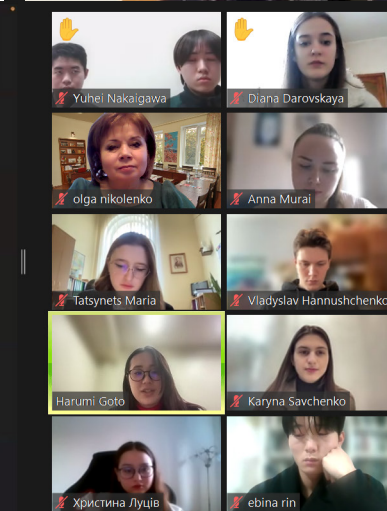 Yuhei Nakaigawa
Diana Darovskaya
olga nikolenko
Anna Murai
Tatsynets Maria
Vladyslav Hannushchenko
Harumi Goto
Karyna Savchenko
Христина Луців
ebina rin